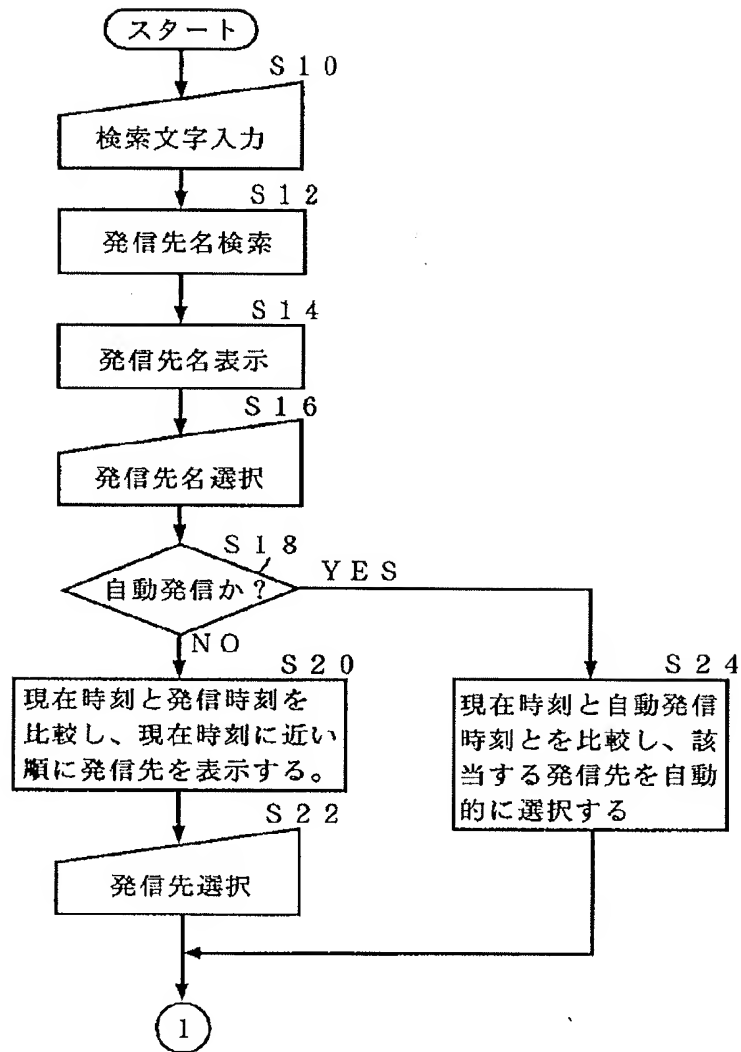 スタート
S10
検索文字入力
S12
発信先名検索
S14
発信先名表示
S16
発信先名選択
S18
自動発信か?
YES
NO
S20
現在時刻と発信時刻を
比較し、現在時刻に近い
順に発信先を表示する。
S24
現在時刻と自動発信
時刻とを比較し、該
当する発信先を自動
的に選択する
S22
発信先選択
1